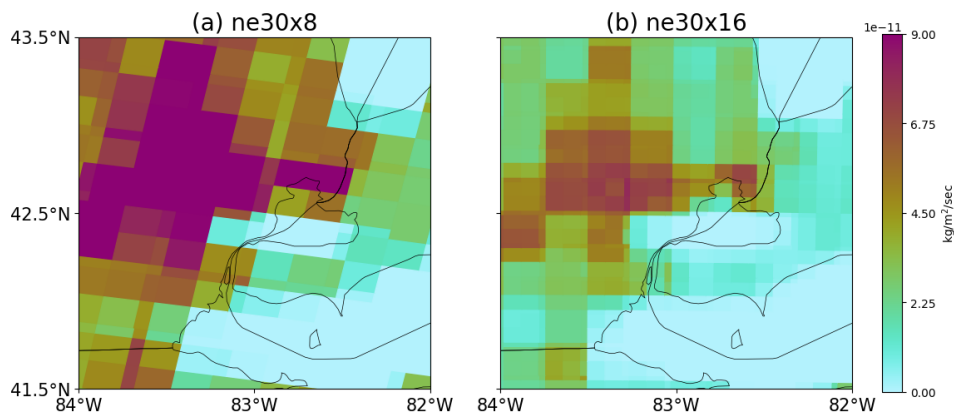 (a) ne30x8
(b) ne30x16
1e−11
43.5°N
42.5°N
41.5°N
84°W
83°W
82°W
84°W
83°W
82°W
9.00
6.75
4.50
2.25
0.00
kg/m²/sec